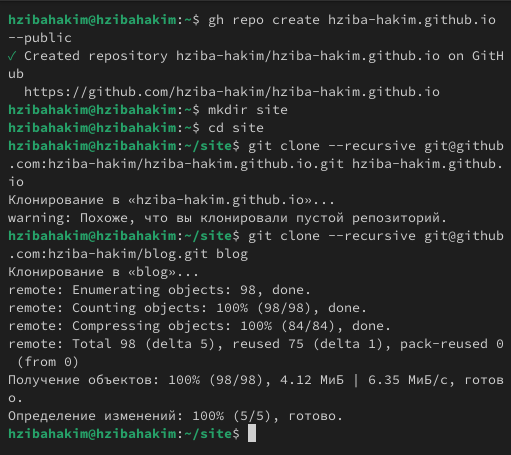 hzibahakim@hzibahakim:~$ gh repo create hziba-hakim.github.io
--public
✓ Created repository hziba-hakim/hziba-hakim.github.io on GitH
ub
  https://github.com/hziba-hakim/hziba-hakim.github.io
hzibahakim@hzibahakim:~$ mkdir site
hzibahakim@hzibahakim:~$ cd site
hzibahakim@hzibahakim:~/site$ git clone --recursive git@github
.com:hziba-hakim/hziba-hakim.github.io.git hziba-hakim.github.
io
Клонирование в «hziba-hakim.github.io»...
warning: Похоже, что вы клонировали пустой репозиторий.
hzibahakim@hzibahakim:~/site$ git clone --recursive git@github
.com:hziba-hakim/blog.git blog
Клонирование в «blog»...
remote: Enumerating objects: 98, done.
remote: Counting objects: 100% (98/98), done.
remote: Compressing objects: 100% (84/84), done.
remote: Total 98 (delta 5), reused 75 (delta 1), pack-reused 0
 (from 0)
Получение объектов: 100% (98/98), 4.12 МиБ | 6.35 МиБ/с, готов
о.
Определение изменений: 100% (5/5), готово.
hzibahakim@hzibahakim:~/site$